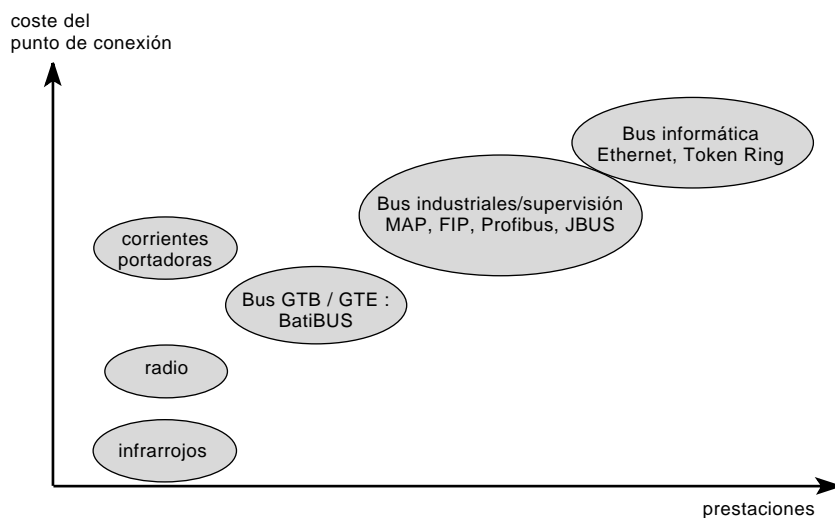 coste del
punto de conexión
Bus informática
Ethernet, Token Ring
Bus industriales/supervisión
MAP, FIP, Profibus, JBUS
corrientes
portadoras
Bus GTB / GTE :
BatiBUS
radio
infrarrojos
prestaciones